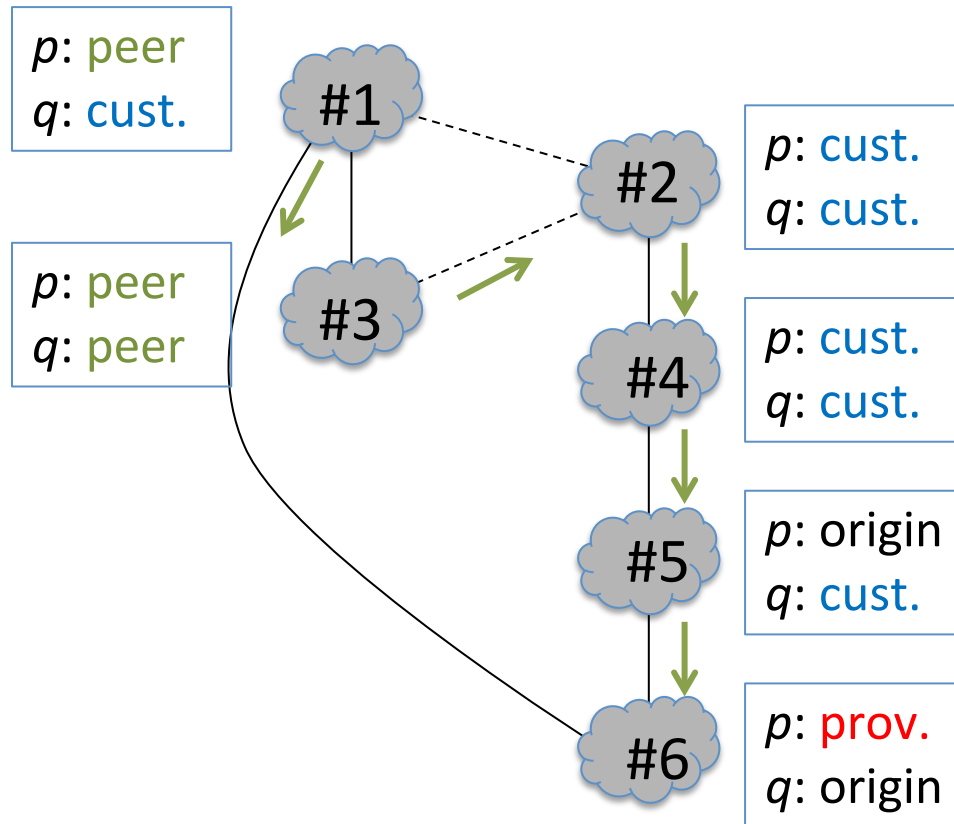 p: peer
q: cust.
#1
p: cust.
q: cust.
#2
p: peer
q: peer
#3
p: cust.
q: cust.
#4
p: origin
q: cust.
#5
p: prov.
q: origin
#6